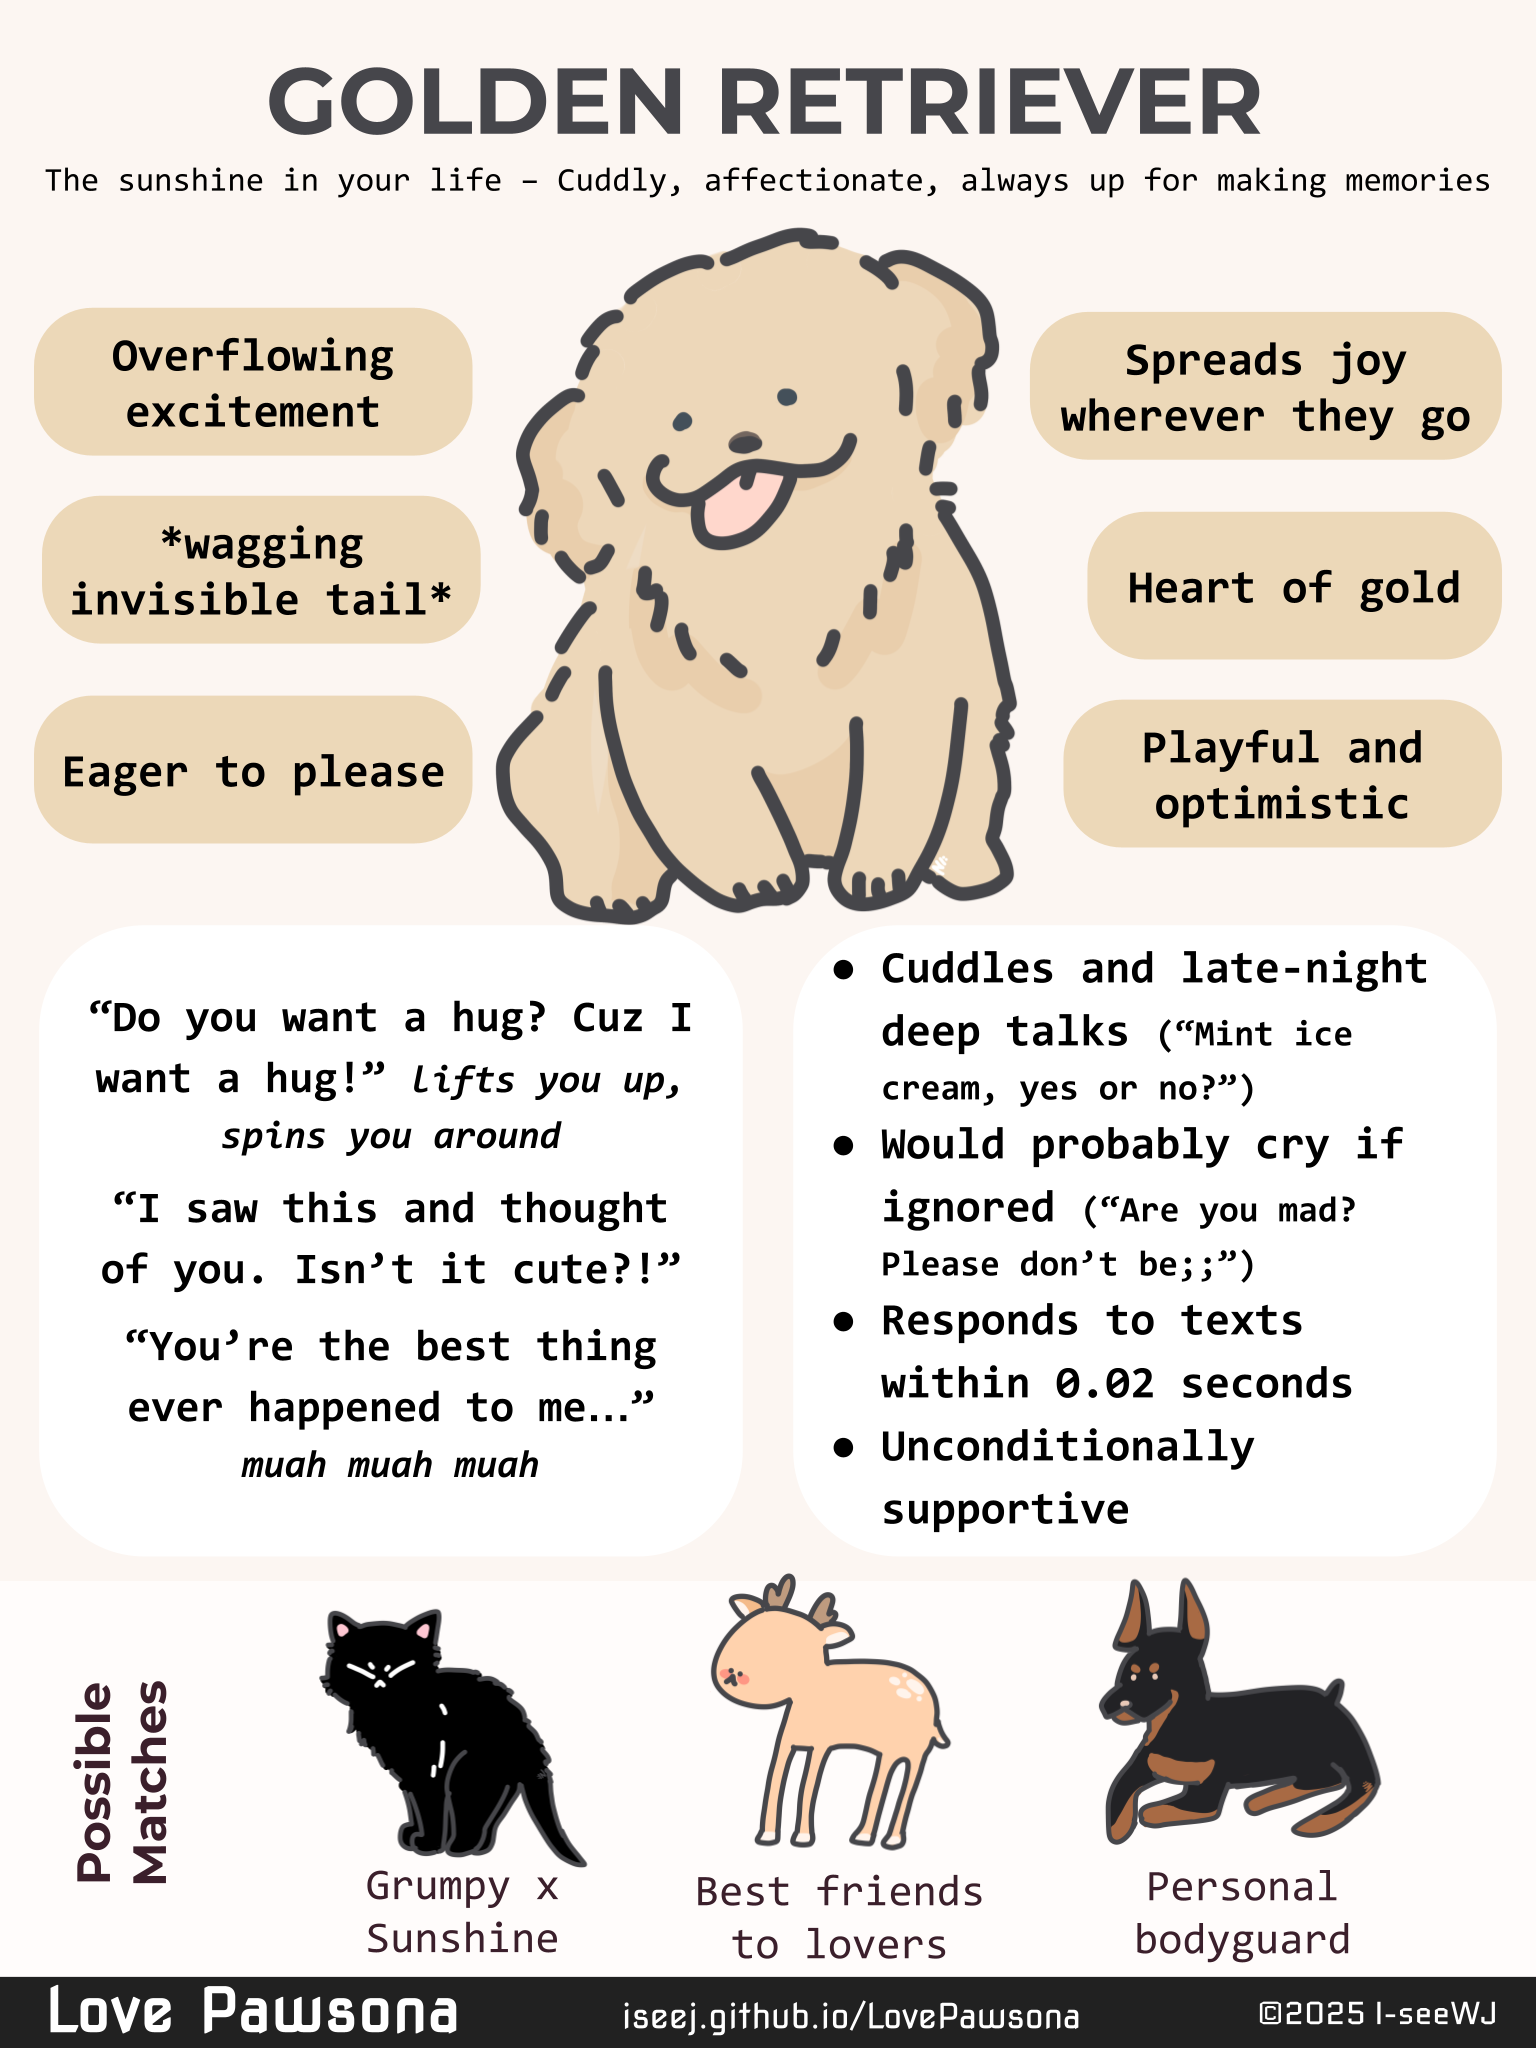 GOLDEN RETRIEVER
The sunshine in your life – Cuddly, affectionate, always up for making memories
Overflowing
excitement
*wagging
invisible tail*
Eager to please
Spreads joy
wherever they go
Heart of gold
Playful and
optimistic
“Do you want a hug? Cuz I
want a hug!” lifts you up,
spins you around
“I saw this and thought
of you. Isn’t it cute?!”
“You’re the best thing
ever happened to me…”
muah muah muah
● Cuddles and late-night
deep talks (“Mint ice
cream, yes or no?”)
● Would probably cry if
ignored (“Are you mad?
Please don’t be;;”)
● Responds to texts
within 0.02 seconds
● Unconditionally
supportive
Possible
Matches
Grumpy x
Sunshine
Best friends
to lovers
Personal
bodyguard
Love Pawsona
iseej.github.io/LovePawsona
©2025 I-seeWJ